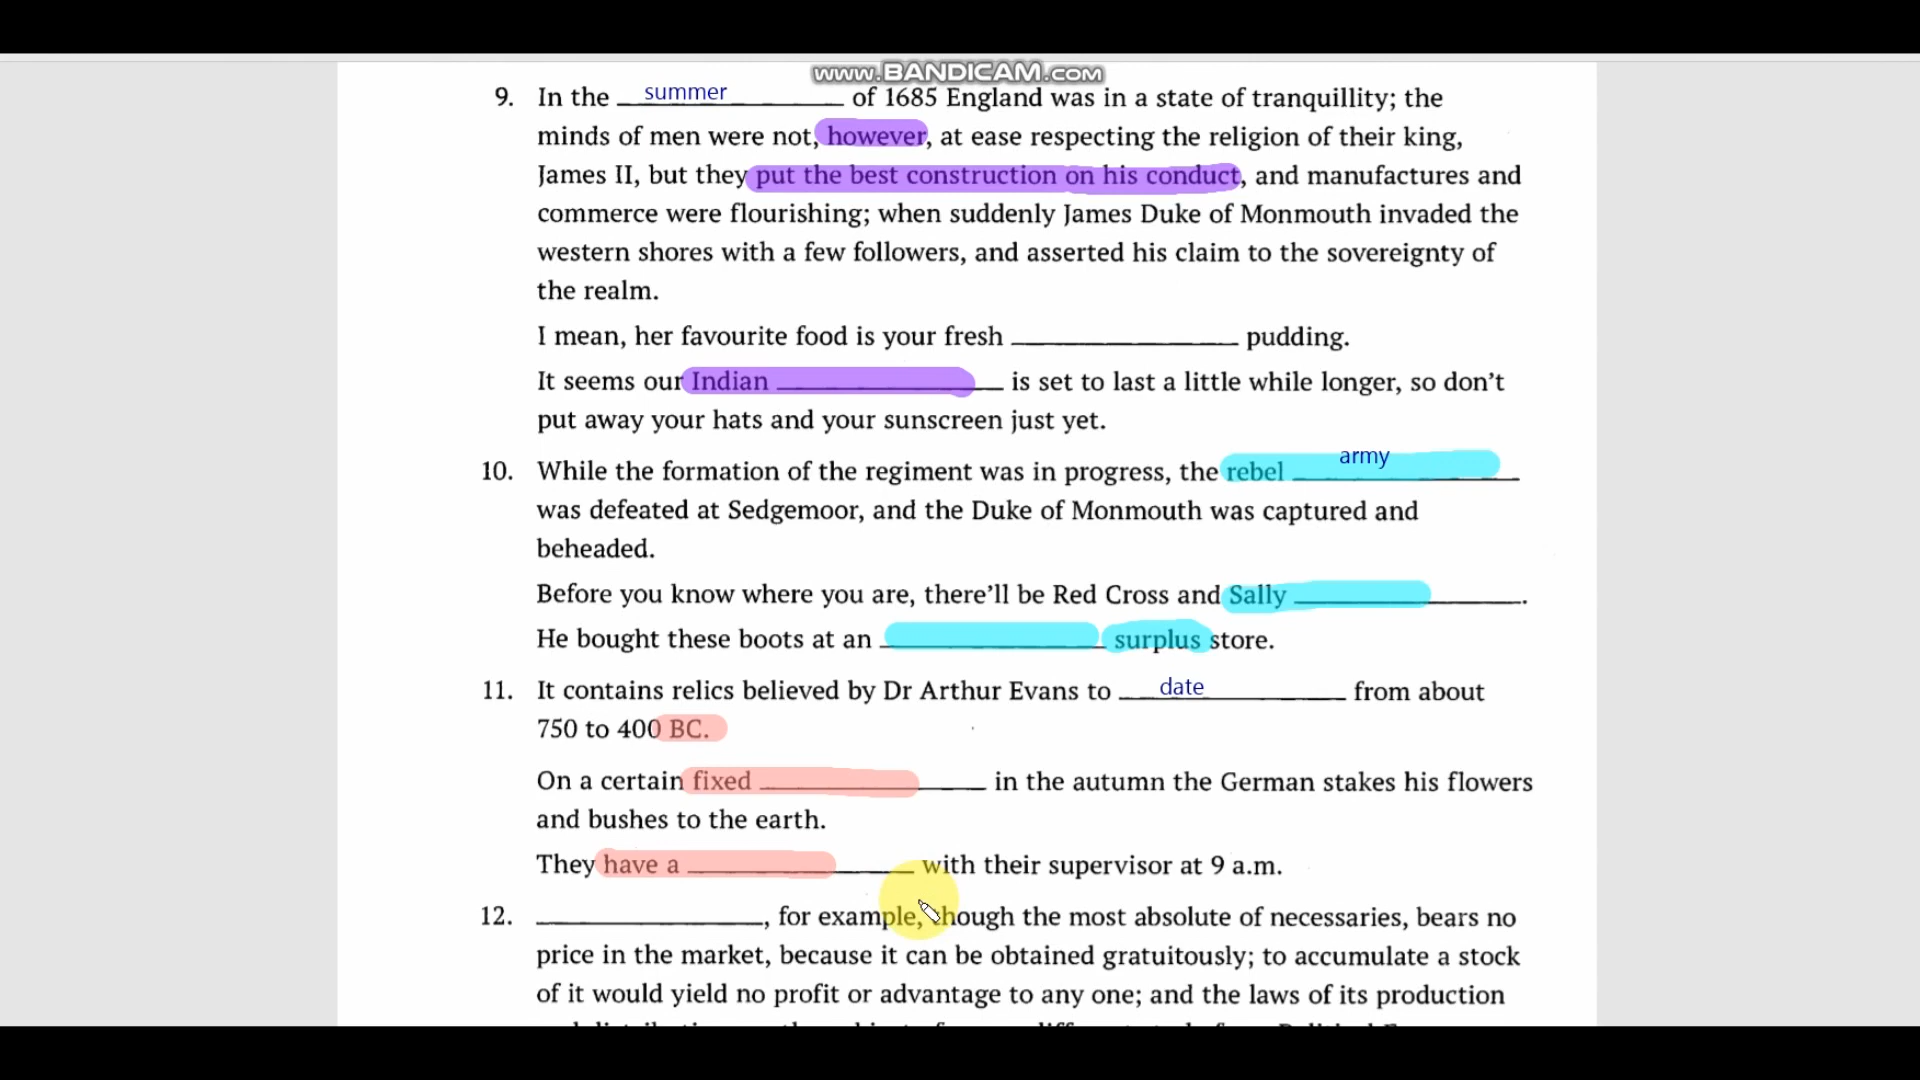 www.BANDICAM.com
9. In the summer of 1685 England was in a state of tranquillity; the
minds of men were not, however, at ease respecting the religion of their king,
James II, but they put the best construction on his conduct, and manufactures and
commerce were flourishing; when suddenly James Duke of Monmouth invaded the
western shores with a few followers, and asserted his claim to the sovereignty of
the realm.
I mean, her favourite food is your fresh ____________ pudding.
It seems our Indian ____________ is set to last a little while longer, so don't
put away your hats and your sunscreen just yet.
10. While the formation of the regiment was in progress, the rebel army
was defeated at Sedgemoor, and the Duke of Monmouth was captured and
beheaded.
Before you know where you are, there'll be Red Cross and Sally ____________.
He bought these boots at an ____________ surplus store.
11. It contains relics believed by Dr Arthur Evans to date from about
750 to 400 BC.
On a certain fixed ____________ in the autumn the German stakes his flowers
and bushes to the earth.
They have a ____________ with their supervisor at 9 a.m.
12. ____________, for example, though the most absolute of necessaries, bears no
price in the market, because it can be obtained gratuitously; to accumulate a stock
of it would yield no profit or advantage to any one; and the laws of its production